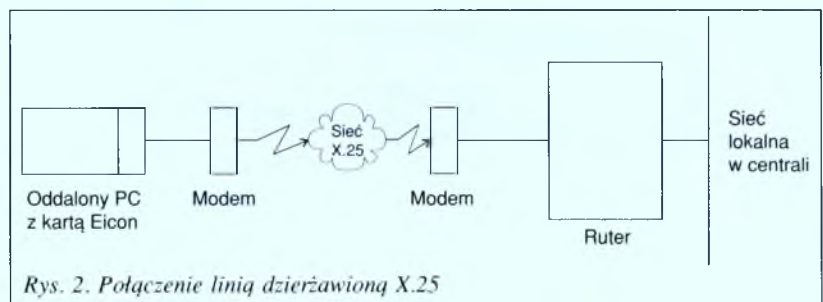 Sieć
X.25
Sieć
lokalna
w centrali
Oddalony PC
z kartą Eicon
Modem
Modem
Ruter
Rys. 2. Połączenie linią dzierżawioną X.25